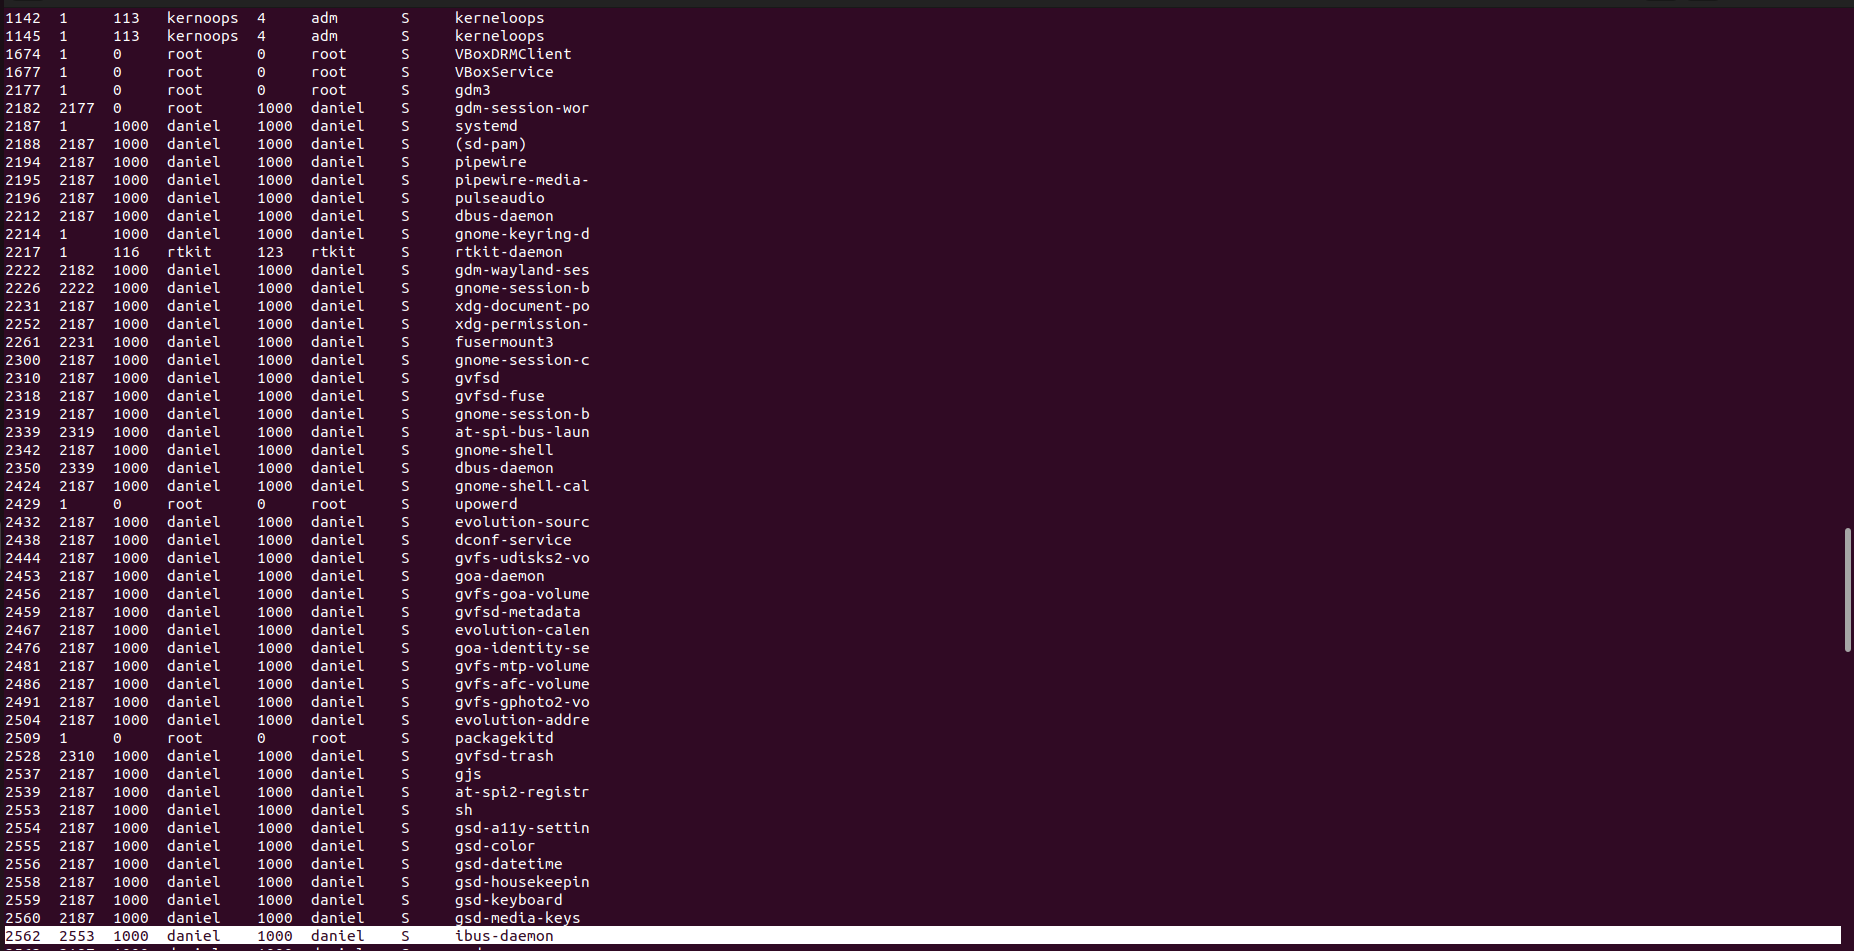 1142 1 113 kernoops 4 adm S kerneloops
1145 1 113 kernoops 4 adm S kerneloops
1674 1 0 root 0 root S VBoxDRMClient
1677 1 0 root 0 root S VBoxService
2177 1 0 root 0 root S gdm3
2182 2177 0 root 1000 daniel S gdm-session-wor
2187 1 1000 daniel 1000 daniel S systemd
2188 2187 1000 daniel 1000 daniel S (sd-pam)
2194 2187 1000 daniel 1000 daniel S pipewire
2195 2187 1000 daniel 1000 daniel S pipewire-media-
2196 2187 1000 daniel 1000 daniel S pulseaudio
2212 2187 1000 daniel 1000 daniel S dbus-daemon
2214 1 1000 daniel 1000 daniel S gnome-keyring-d
2217 1 116 rtkit 123 rtkit S rtkit-daemon
2222 2182 1000 daniel 1000 daniel S gdm-wayland-ses
2226 2222 1000 daniel 1000 daniel S gnome-session-b
2231 2187 1000 daniel 1000 daniel S xdg-document-po
2252 2187 1000 daniel 1000 daniel S xdg-permission-
2261 2231 1000 daniel 1000 daniel S fusermount3
2300 2187 1000 daniel 1000 daniel S gnome-session-c
2310 2187 1000 daniel 1000 daniel S gvfsd
2318 2187 1000 daniel 1000 daniel S gvfsd-fuse
2319 2187 1000 daniel 1000 daniel S gnome-session-b
2339 2319 1000 daniel 1000 daniel S at-spi-bus-laun
2342 2187 1000 daniel 1000 daniel S gnome-shell
2350 2339 1000 daniel 1000 daniel S dbus-daemon
2424 2187 1000 daniel 1000 daniel S gnome-shell-cal
2429 1 0 root 0 root S upowerd
2432 2187 1000 daniel 1000 daniel S evolution-sourc
2438 2187 1000 daniel 1000 daniel S dconf-service
2444 2187 1000 daniel 1000 daniel S gvfs-udisks2-vo
2453 2187 1000 daniel 1000 daniel S goa-daemon
2456 2187 1000 daniel 1000 daniel S gvfs-goa-volume
2459 2187 1000 daniel 1000 daniel S gvfsd-metadata
2467 2187 1000 daniel 1000 daniel S evolution-calen
2476 2187 1000 daniel 1000 daniel S goa-identity-se
2481 2187 1000 daniel 1000 daniel S gvfs-mtp-volume
2486 2187 1000 daniel 1000 daniel S gvfs-afc-volume
2491 2187 1000 daniel 1000 daniel S gvfs-gphoto2-vo
2504 2187 1000 daniel 1000 daniel S evolution-addre
2509 1 0 root 0 root S packagekitd
2528 2310 1000 daniel 1000 daniel S gvfsd-trash
2537 2187 1000 daniel 1000 daniel S gjs
2539 2187 1000 daniel 1000 daniel S at-spi2-registr
2553 2187 1000 daniel 1000 daniel S sh
2554 2187 1000 daniel 1000 daniel S gsd-a11y-settin
2555 2187 1000 daniel 1000 daniel S gsd-color
2556 2187 1000 daniel 1000 daniel S gsd-datetime
2558 2187 1000 daniel 1000 daniel S gsd-housekeepin
2559 2187 1000 daniel 1000 daniel S gsd-keyboard
2560 2187 1000 daniel 1000 daniel S gsd-media-keys
2562 2553 1000 daniel 1000 daniel S ibus-daemon